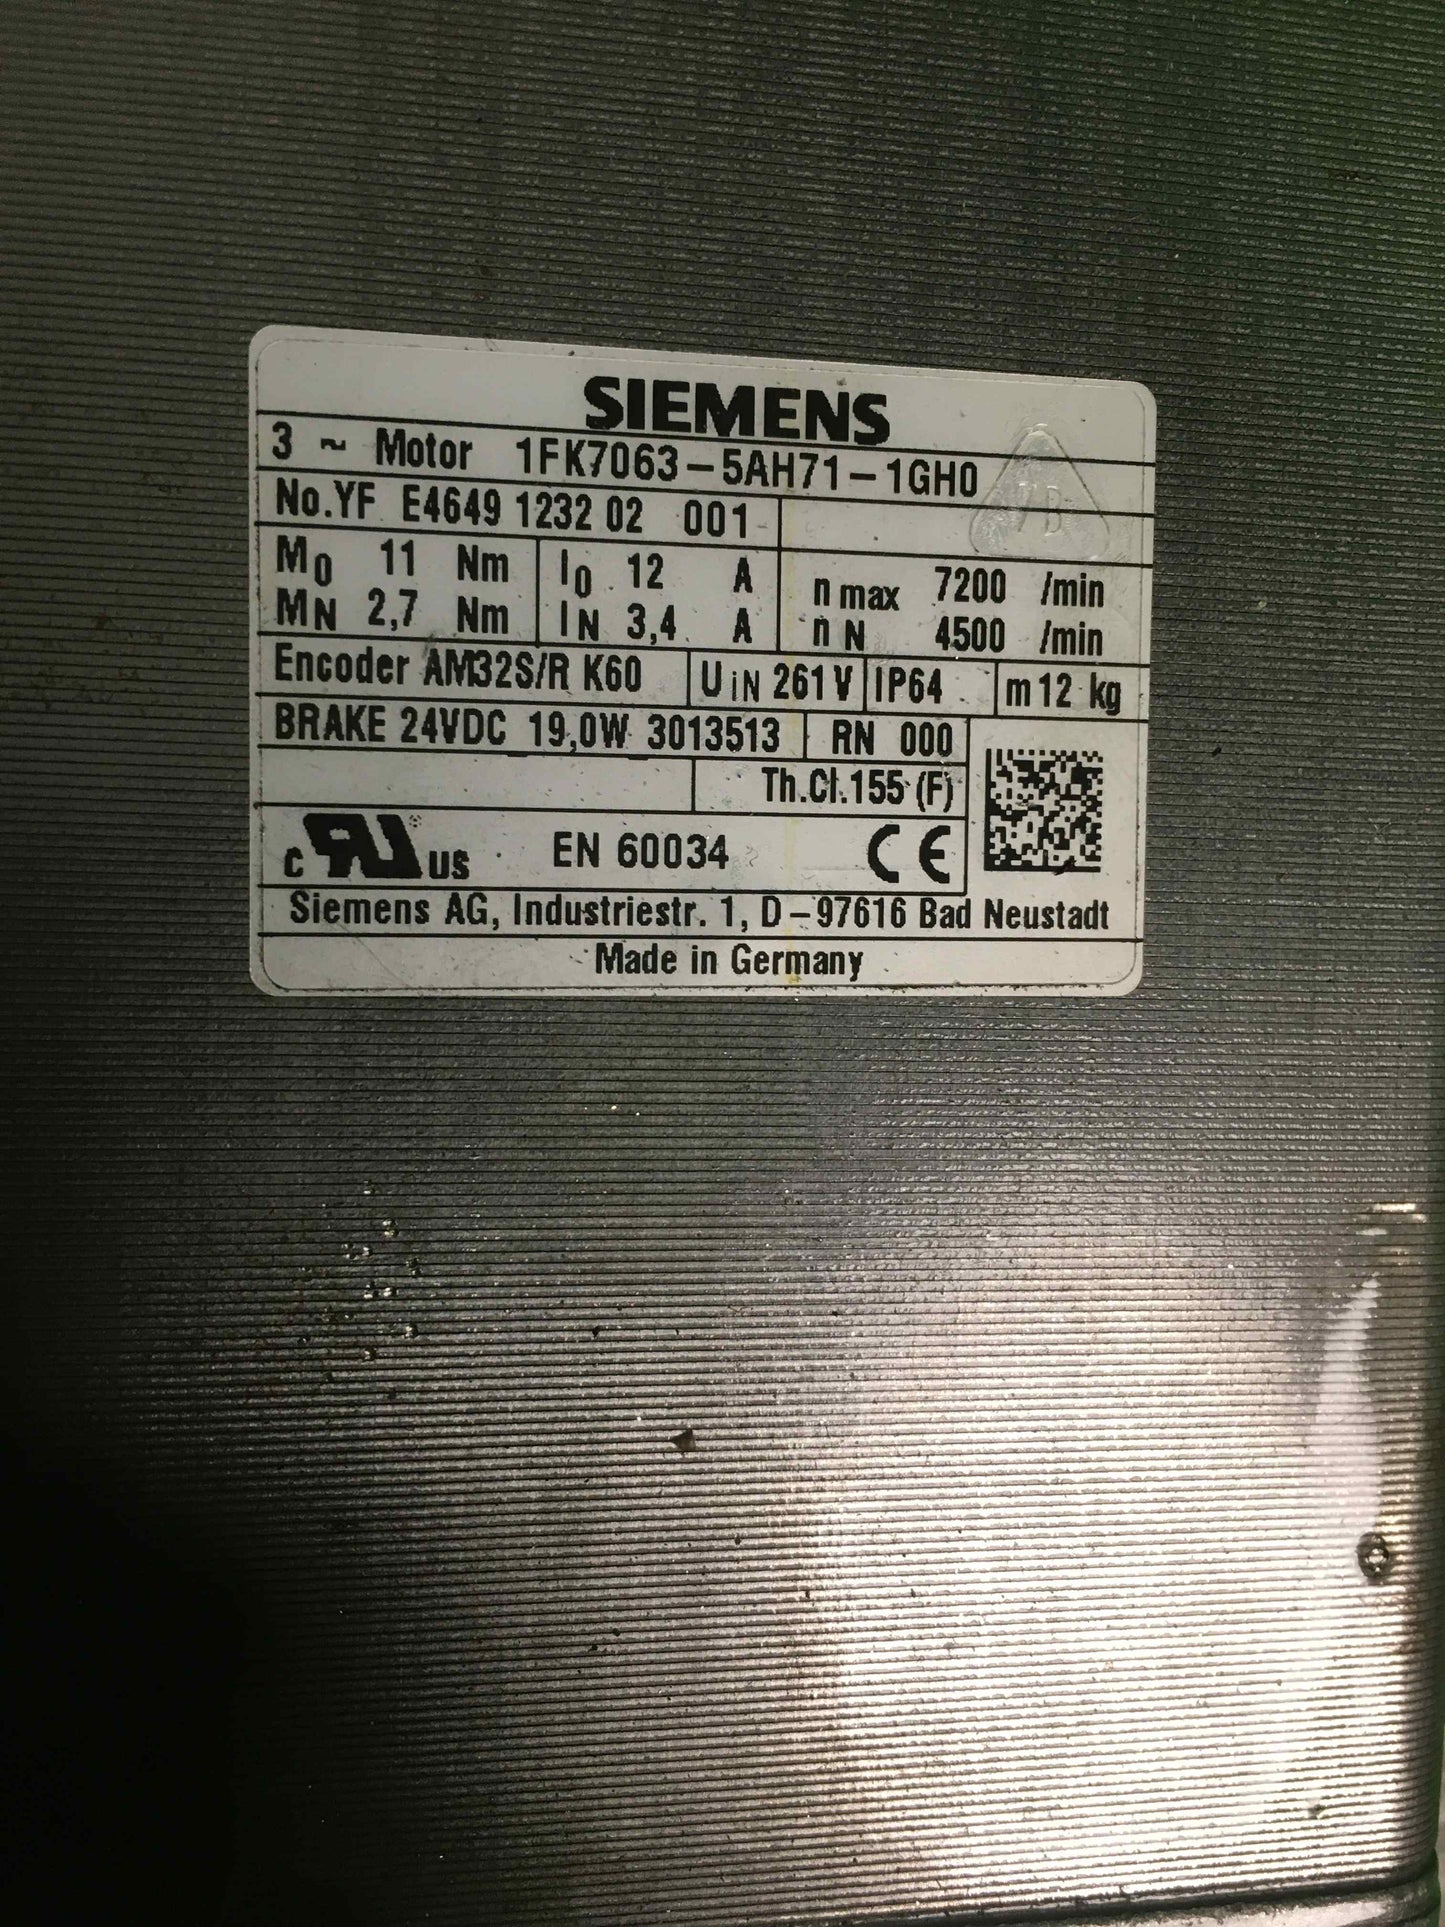 SIEMENS
3 ~ Motor 1FK7063-5AH71-1GH0
No.YF E4649 1232 02 001
M0 11 Nm I0 12 A n max 7200 /min
MN 2,7 Nm IN 3,4 A n N 4500 /min
Encoder AM32S/R K60 UiN 261 V IP64 m 12 kg
BRAKE 24VDC 19,0W 3013513 RN 000
Th.Cl.155 (F)
c RU us EN 60034 CE
Siemens AG, Industriestr. 1, D-97616 Bad Neustadt
Made in Germany